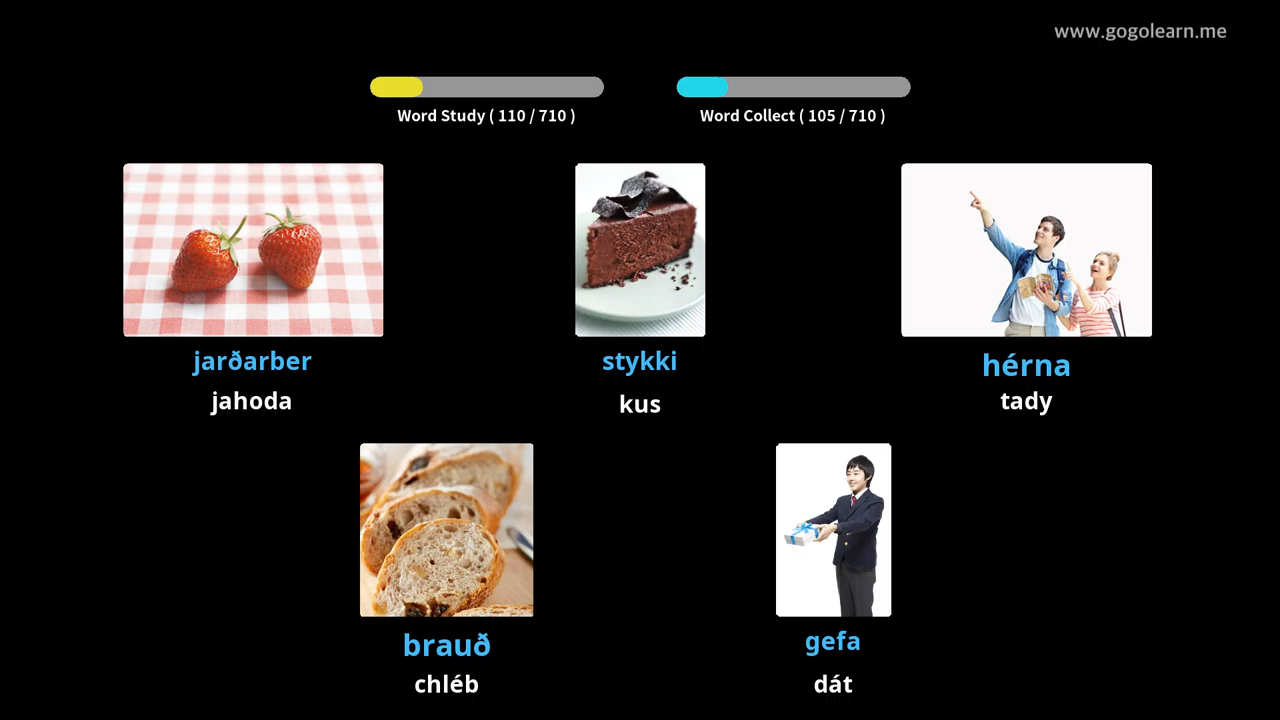 www.gogolearn.me
Word Study ( 110 / 710 )
Word Collect ( 105 / 710 )
jarðarber
jahoda
stykki
kus
hérna
tady
brauð
chléb
gefa
dát